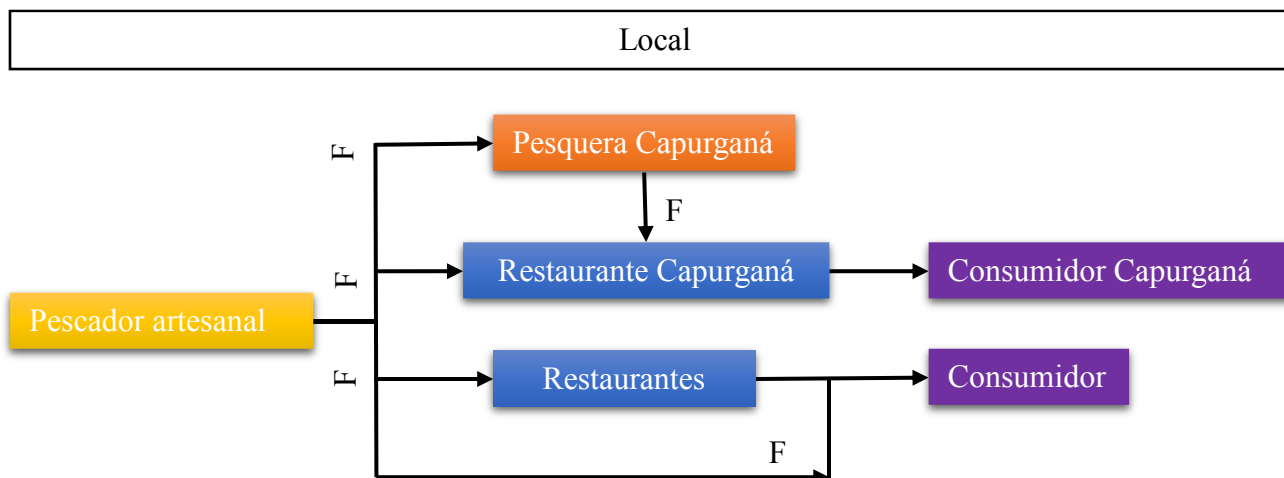 Local
F
Pesquera Capurganá
F
F
Restaurante Capurganá
Consumidor Capurganá
Pescador artesanal
F
Restaurantes
Consumidor
F